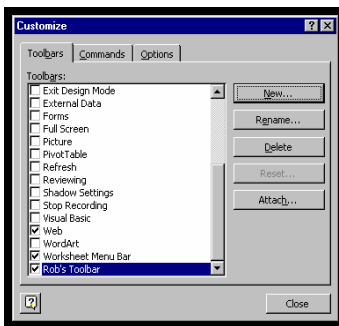 Customize
Toolbars Commands Options
Toolbars:
Exit Design Mode
External Data
Forms
Full Screen
Picture
PivotTable
Refresh
Reviewing
Shadow Settings
Stop Recording
Visual Basic
Web
WordArt
Worksheet Menu Bar
Rob's Toolbar
New...
Rename...
Delete
Reset...
Attach...
Close